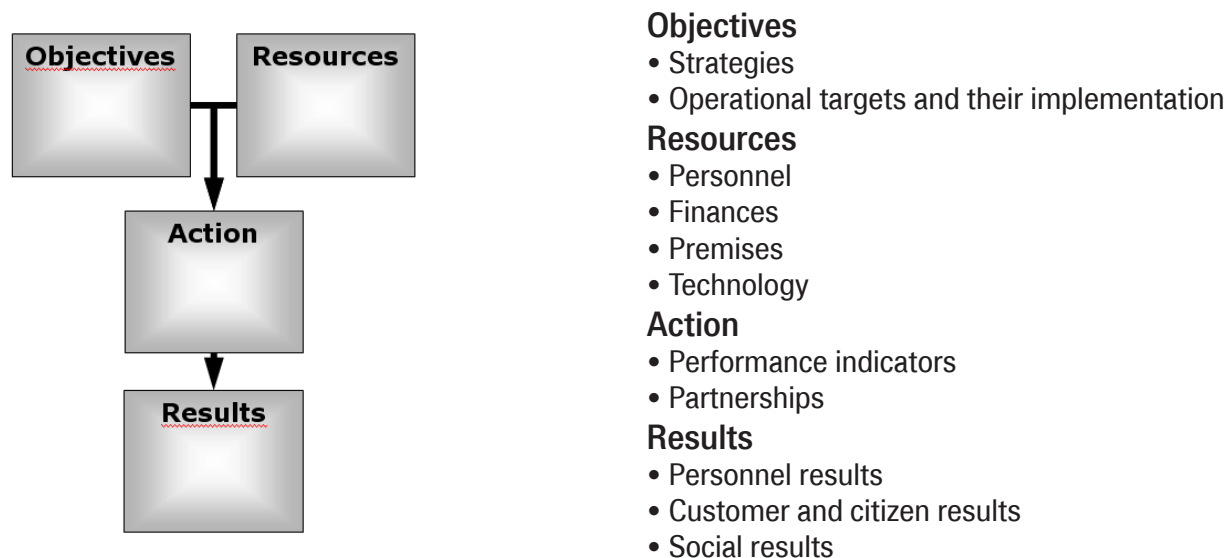 Objectives
Resources
Action
Results
Objectives
• Strategies
• Operational targets and their implementation
Resources
• Personnel
• Finances
• Premises
• Technology
Action
• Performance indicators
• Partnerships
Results
• Personnel results
• Customer and citizen results
• Social results